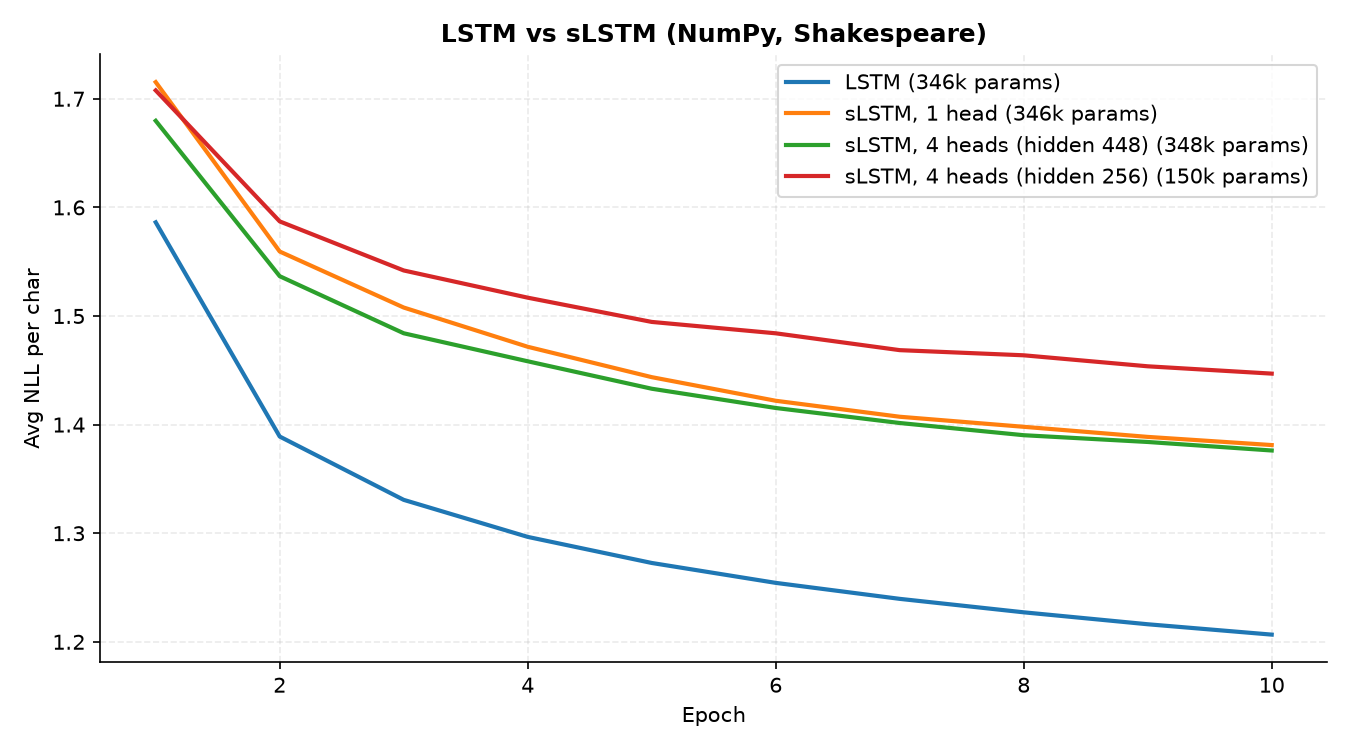 LSTM vs sLSTM (NumPy, Shakespeare)
LSTM (346k params)
sLSTM, 1 head (346k params)
sLSTM, 4 heads (hidden 448) (348k params)
sLSTM, 4 heads (hidden 256) (150k params)
Avg NLL per char
1.7
1.6
1.5
1.4
1.3
1.2
2 4 6 8 10
Epoch